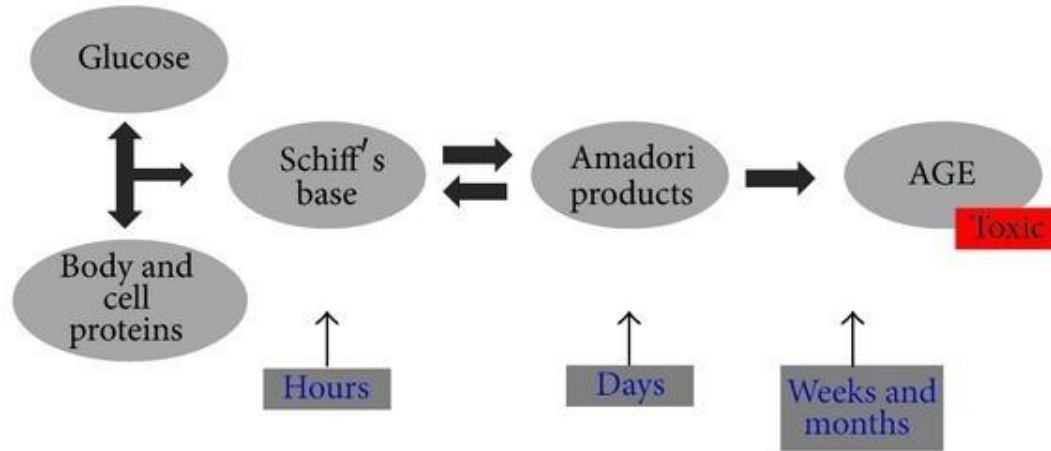 Glucose
Schiff′s
base
Amadori
products
AGE
Toxic
Body and
cell
proteins
Hours
Days
Weeks and
months